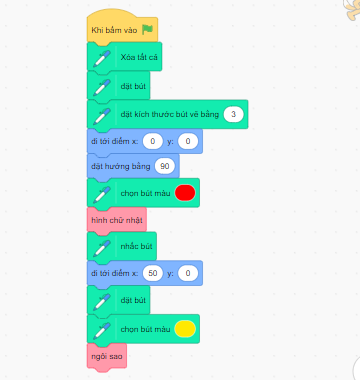 Khi bấm vào
Xóa tất cả
đặt bút
đặt kích thước bút vẽ bằng 3
đi tới điểm x: 0 y: 0
đặt hướng bằng 90
chọn bút màu
hình chữ nhật
nhấc bút
đi tới điểm x: 50 y: 0
đặt bút
chọn bút màu
ngôi sao